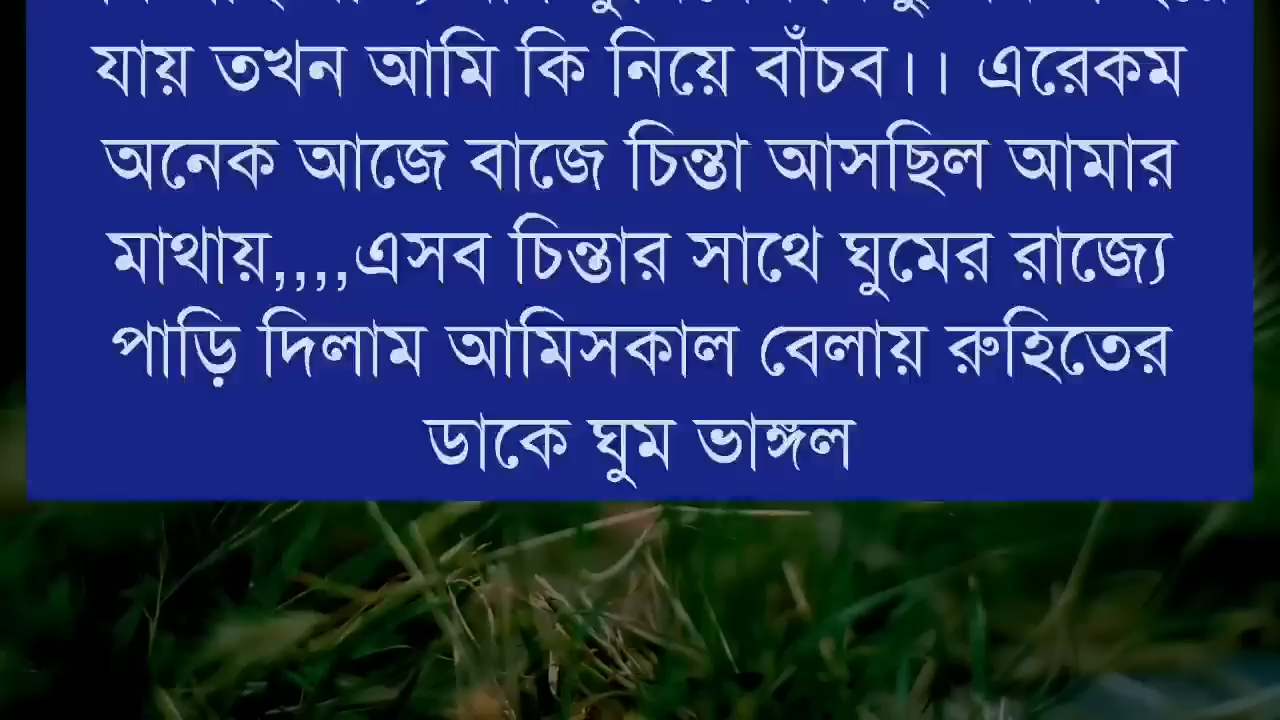 যায় তখন আমি কি নিয়ে বাঁচব।। এরেকম
অনেক আজে বাজে চিন্তা আসছিল আমার
মাথায়,,,,এসব চিন্তার সাথে ঘুমের রাজ্যে
পাড়ি দিলাম আমিসকাল বেলায় রুহিতের
ডাকে ঘুম ভাঙ্গল